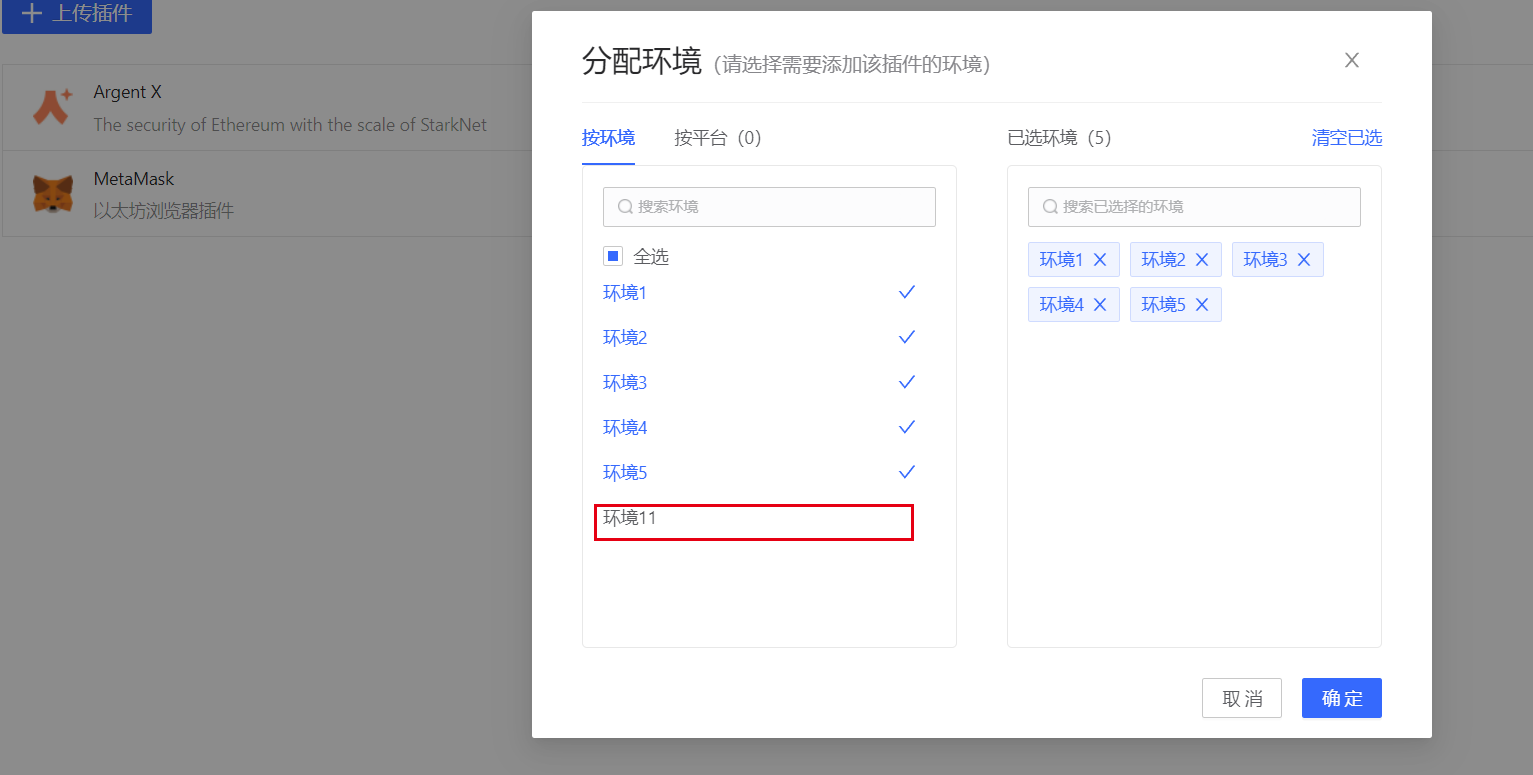 上传插件
Argent X
The security of Ethereum with the scale of StarkNet
MetaMask
以太坊浏览器插件
分配环境（请选择需要添加该插件的环境）
按环境 按平台（0）
搜索环境
全选
环境1
环境2
环境3
环境4
环境5
环境11
已选环境（5） 清空已选
搜索已选择的环境
环境1 环境2 环境3
环境4 环境5
取消 确定